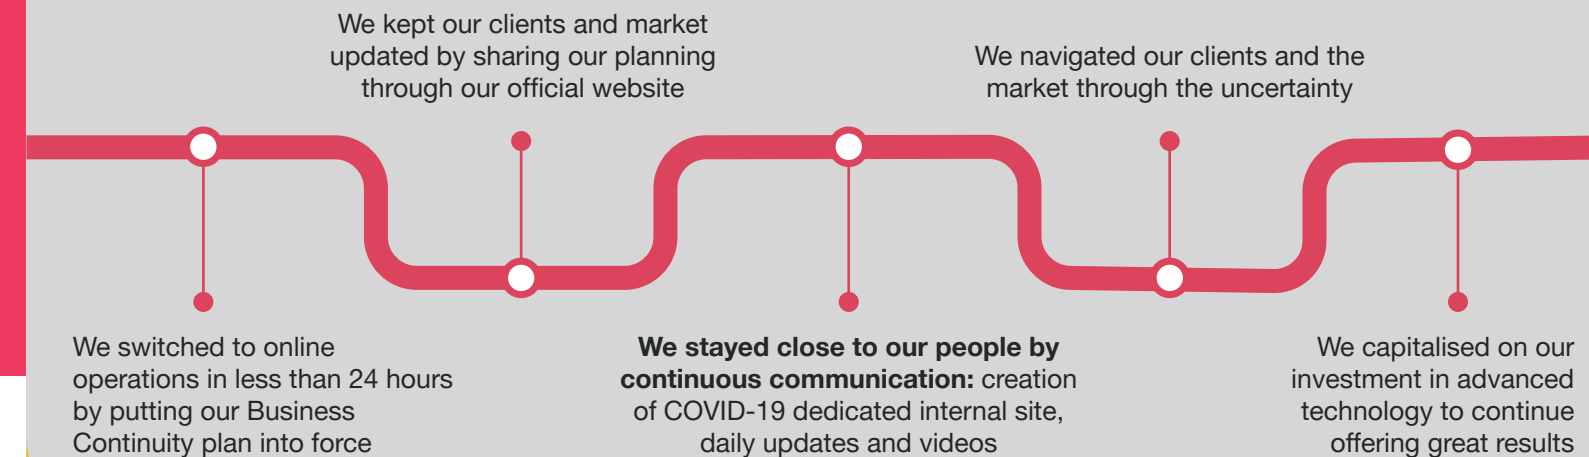 We kept our clients and market
updated by sharing our planning
through our official website
We navigated our clients and the
market through the uncertainty
We switched to online
operations in less than 24 hours
by putting our Business
Continuity plan into force
We stayed close to our people by
continuous communication: creation
of COVID-19 dedicated internal site,
daily updates and videos
We capitalised on our
investment in advanced
technology to continue
offering great results